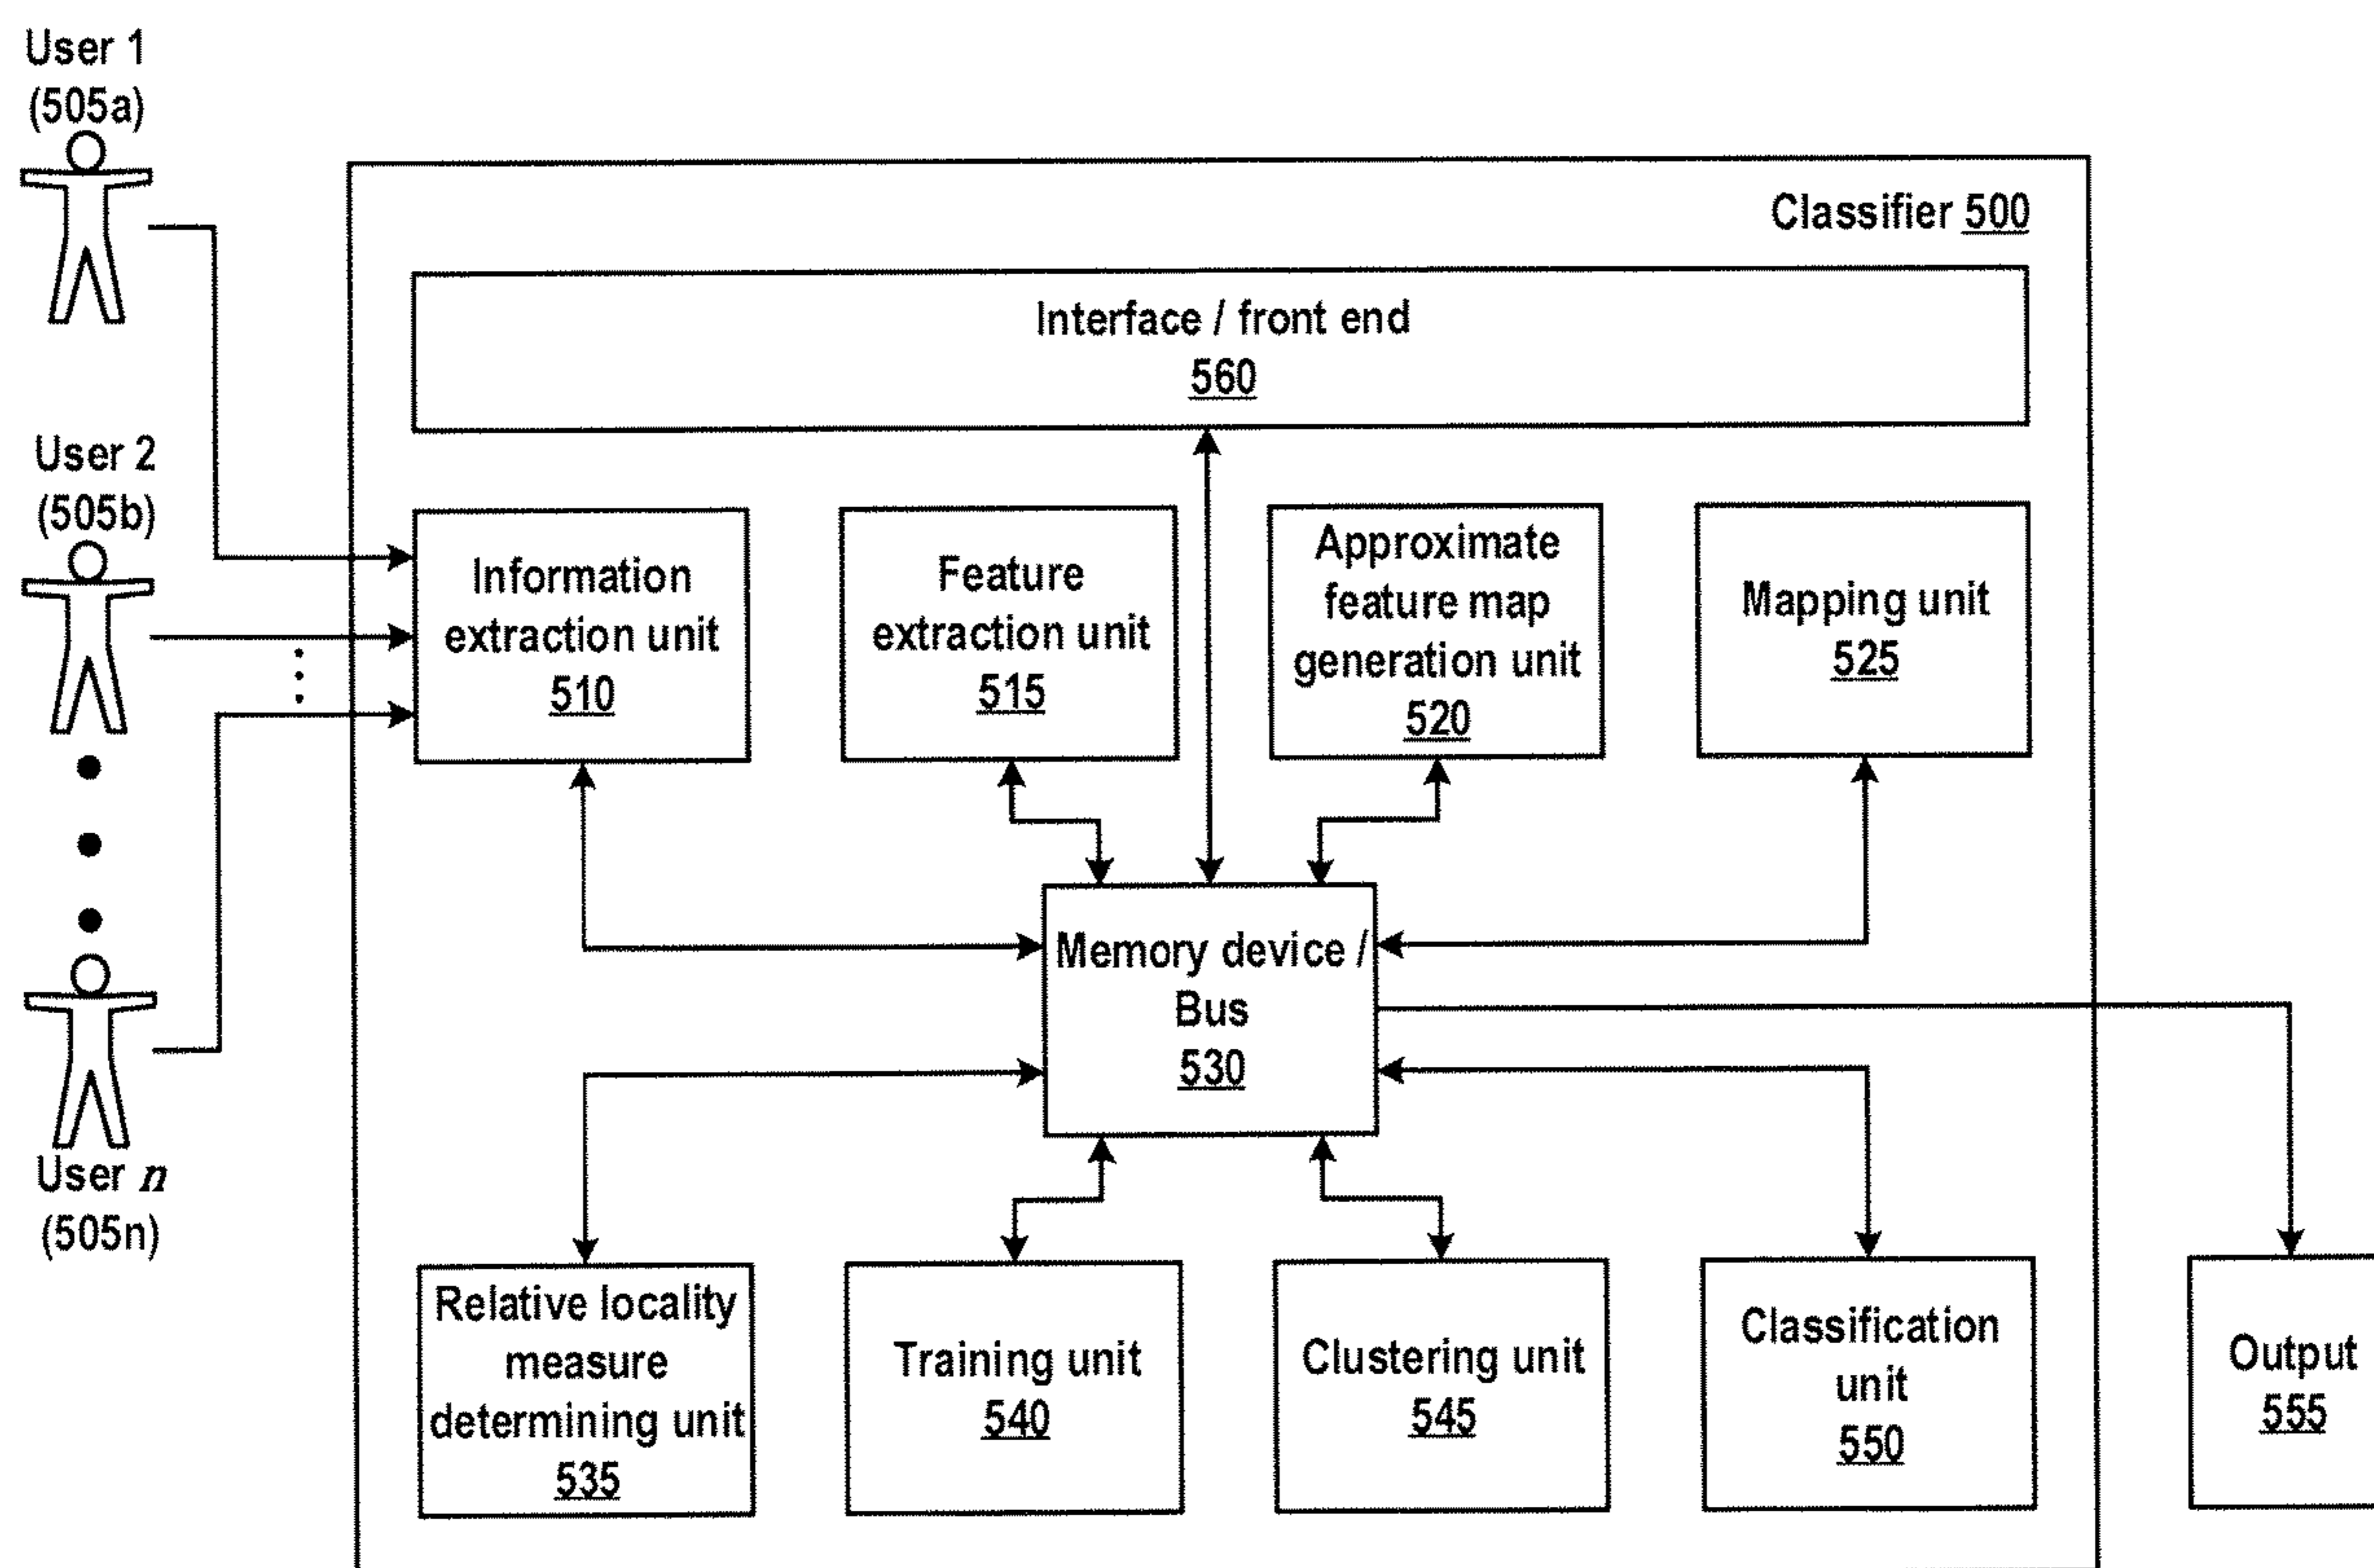 User 1
(505a)
Classifier 500
Interface / front end
560
User 2
(505b)
Information
extraction unit
510
Feature
extraction unit
515
Approximate
feature map
generation unit
520
Mapping unit
525
Memory device /
Bus
530
User n
(505n)
Relative locality
measure
determining unit
535
Training unit
540
Clustering unit
545
Classification
unit
550
Output
555